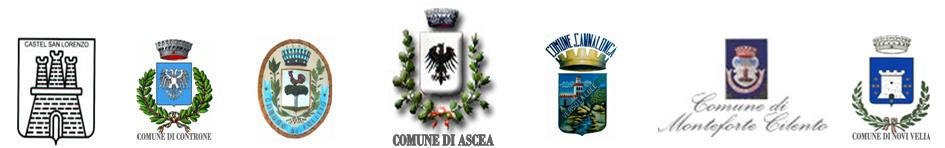 CASTEL SAN LORENZO
COMUNE DI CONTRONE
COMUNE DI ASCEA
COMUNE CANNALONGA
Comune di
Monteforte Cilento
COMUNE DI NOVI VELIA